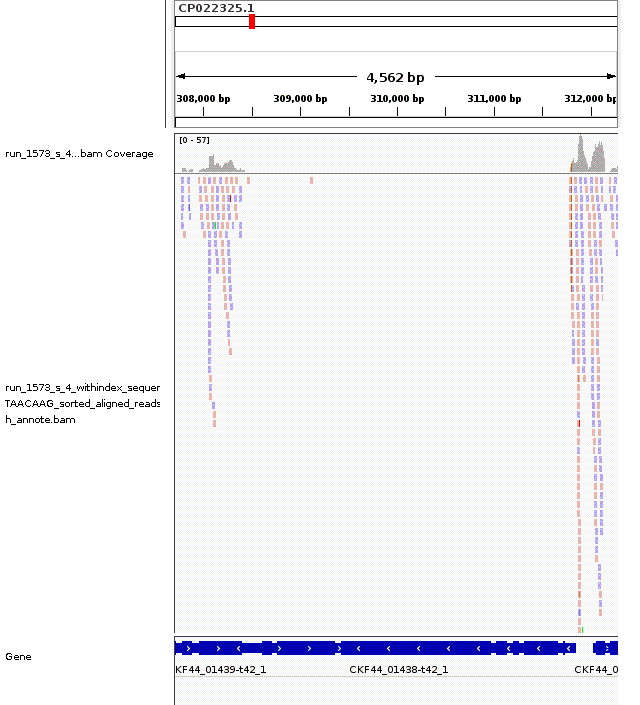 CP022325.1
4,562 bp
308,000 bp 309,000 bp 310,000 bp 311,000 bp 312,000 bp
[0 - 57]
run_1573_s_4...bam Coverage
run_1573_s_4_withindex_sequer
TAACAAG_sorted_aligned_reads
h_annote.bam
Gene
KF44_01439-t42_1 CKF44_01438-t42_1 CKF44_0